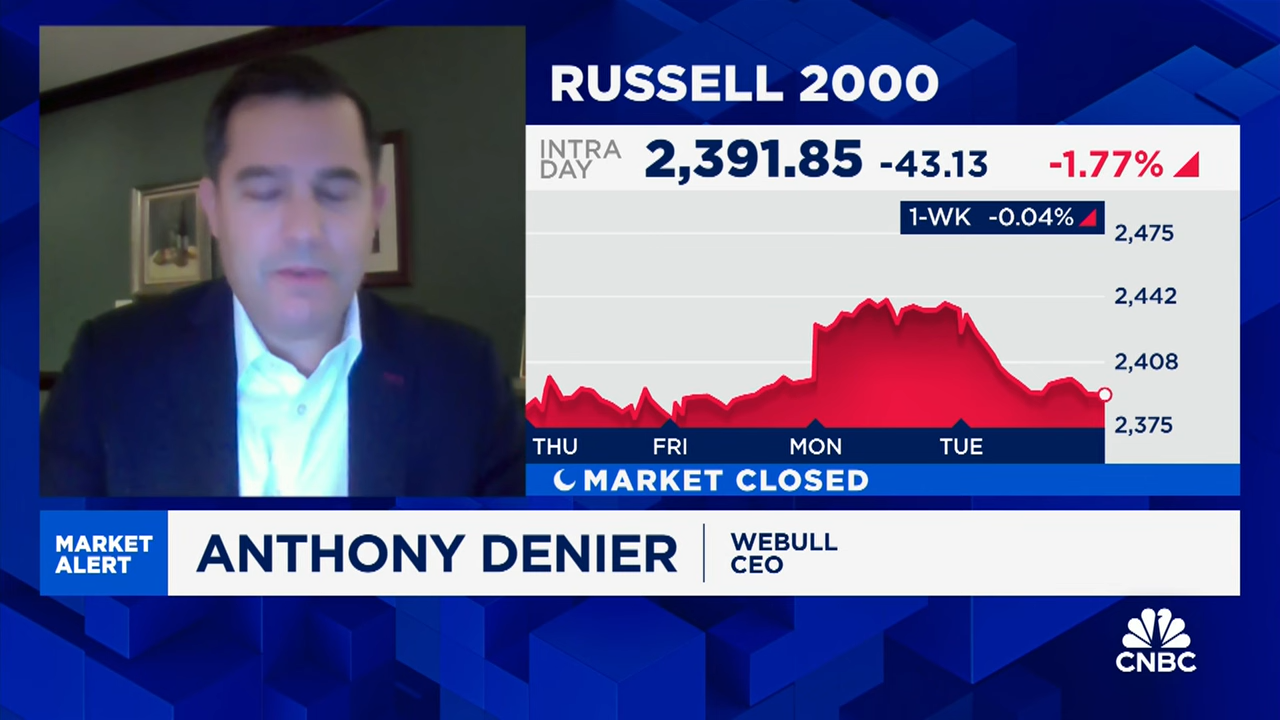 RUSSELL 2000
INTRA
DAY
2,391.85 -43.13 -1.77%
1-WK -0.04%
2,475
2,442
2,408
2,375
THU FRI MON TUE
MARKET CLOSED
MARKET
ALERT
ANTHONY DENIER
WEBULL
CEO
CNBC